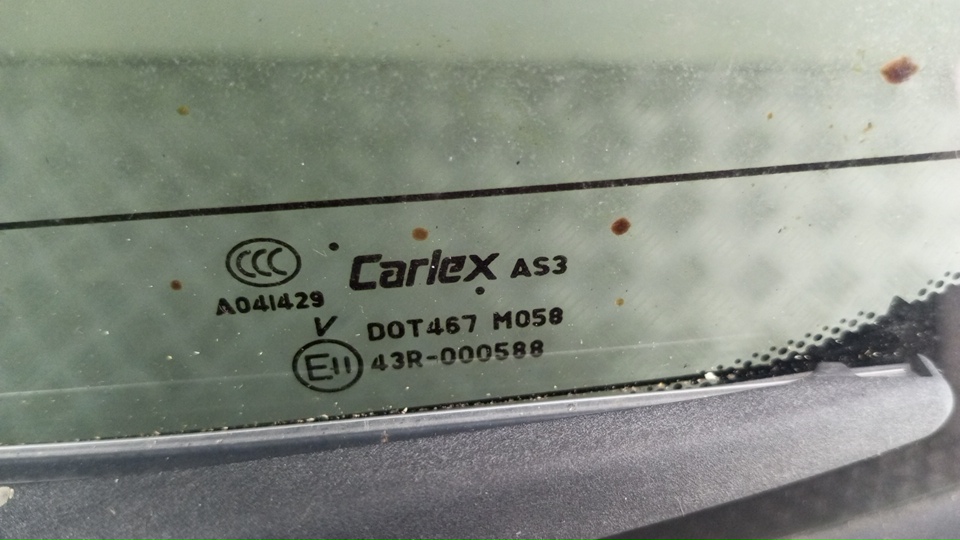 CCC Carlex AS3
A041429
V DOT467 M058
E11 43R-000588